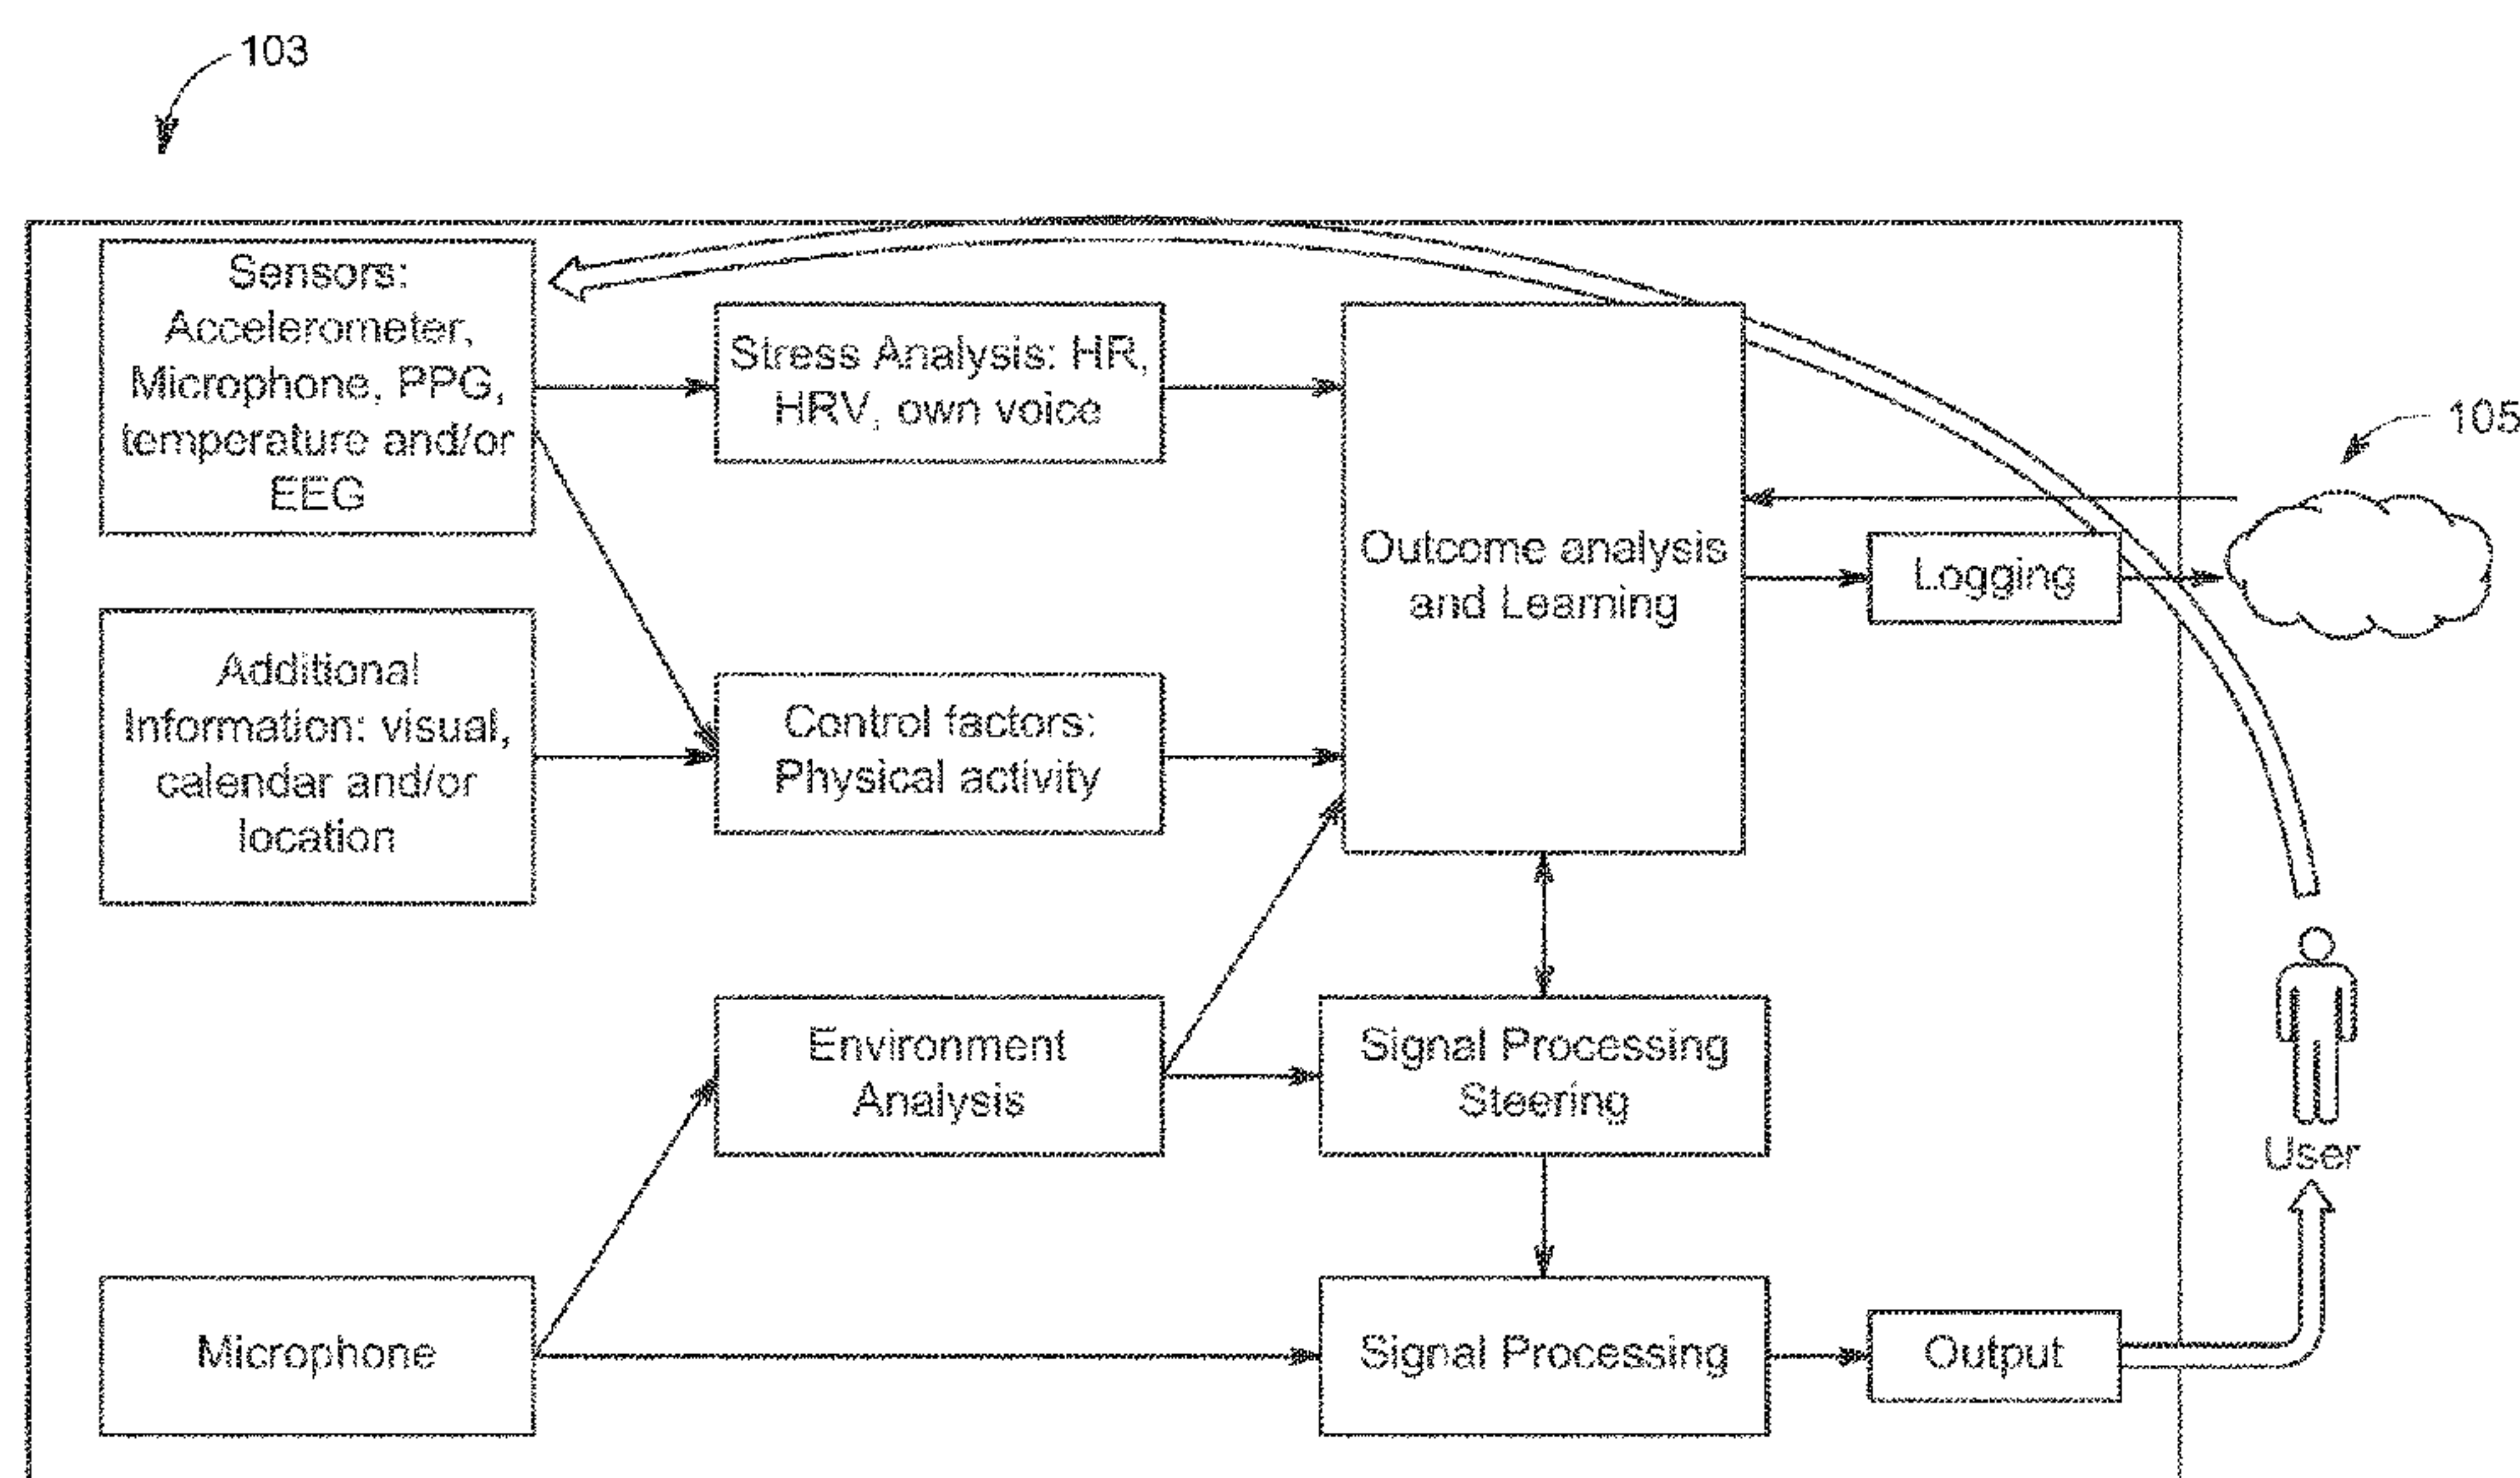 103
Sensors:
Accelerometer,
Microphone, PPG,
temperature and/or
EEG
Stress Analysis: HR,
HRV, own voice
105
Outcome analysis
and Learning
Logging
Additional
Information: visual,
calendar and/or
location
Control factors:
Physical activity
Environment
Analysis
Signal Processing
Steering
User
Microphone
Signal Processing
Output